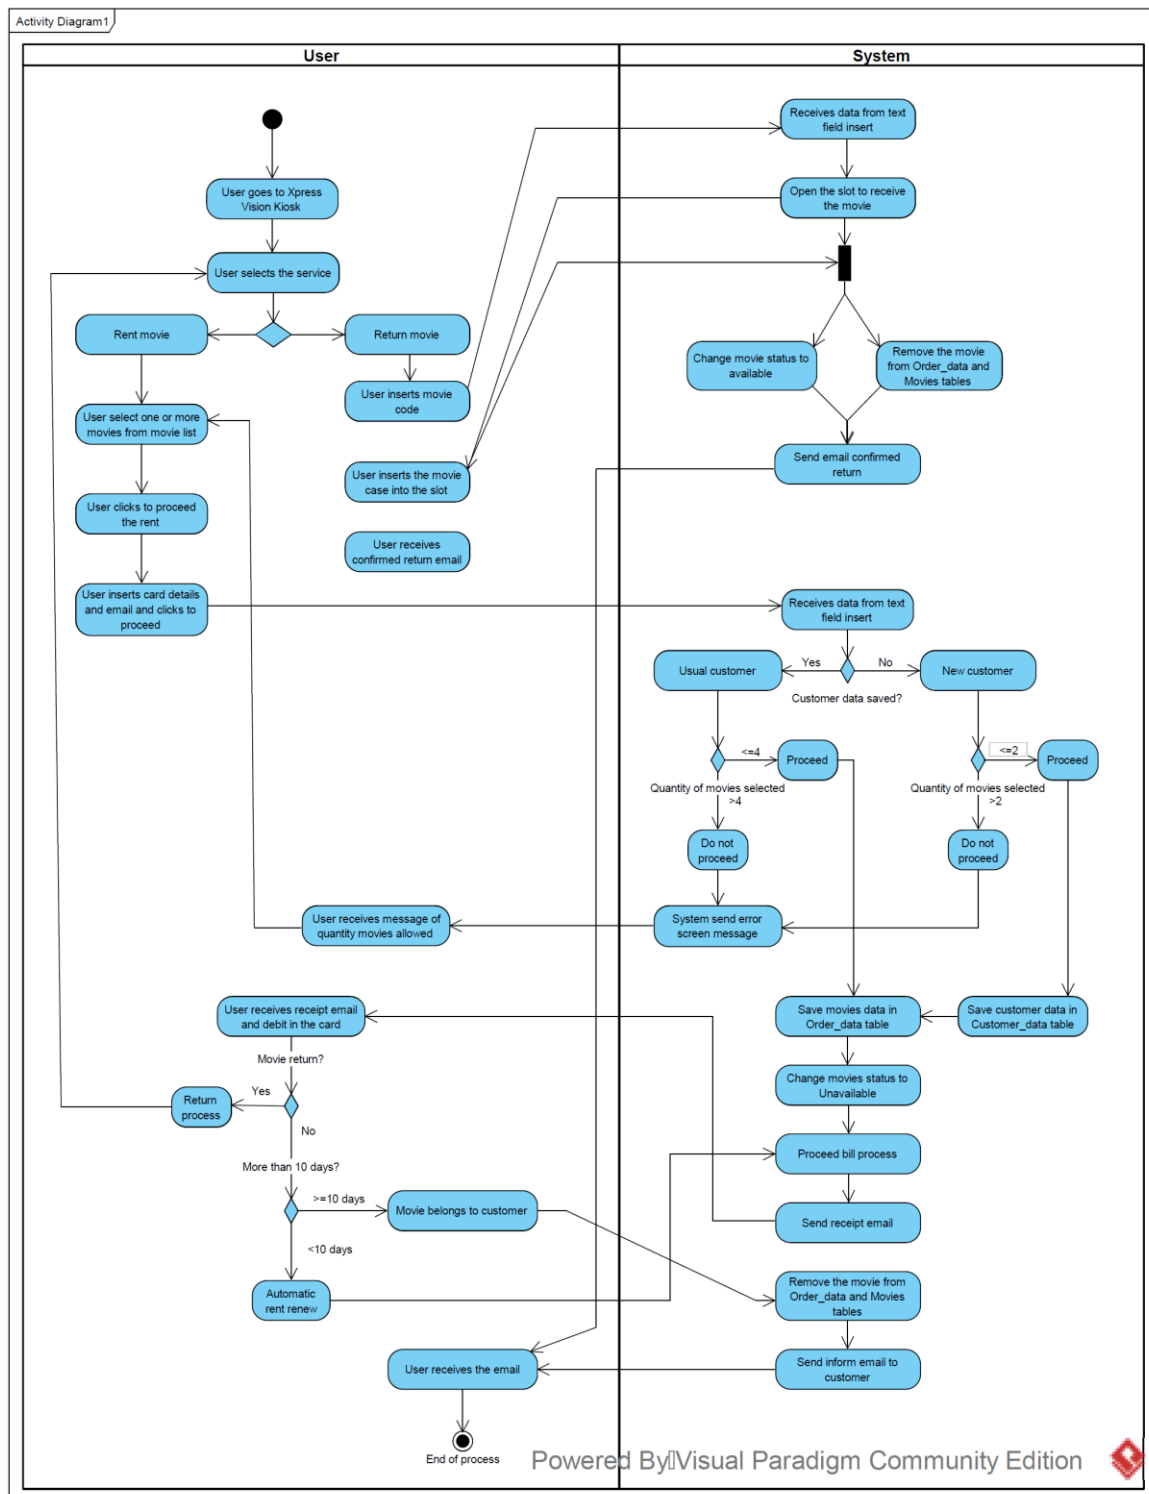 Activity Diagram1
User
System
Receives data from text
field insert
User goes to Xpress
Vision Kiosk
Open the slot to receive
the movie
User selects the service
Rent movie
Return movie
Change movie status to
available
Remove the movie
from Order_data and
Movies tables
User inserts movie
code
User select one or more
movies from movie list
Send email confirmed
return
User inserts the movie
case into the slot
User clicks to proceed
the rent
User receives
confirmed return email
User inserts card details
and email and clicks to
proceed
Receives data from text
field insert
Usual customer
Yes
No
New customer
Customer data saved?
<=4
Proceed
<=2
Proceed
Quantity of movies selected
>4
Quantity of movies selected
>2
Do not
proceed
Do not
proceed
User receives message of
quantity movies allowed
System send error
screen message
User receives receipt email
and debit in the card
Save movies data in
Order_data table
Save customer data in
Customer_data table
Movie return?
Change movies status to
Unavailable
Yes
Return
process
No
Proceed bill process
More than 10 days?
>=10 days
Movie belongs to customer
Send receipt email
<10 days
Automatic
rent renew
Remove the movie from
Order_data and Movies
tables
User receives the email
Send inform email to
customer
End of process
Powered By Visual Paradigm Community Edition